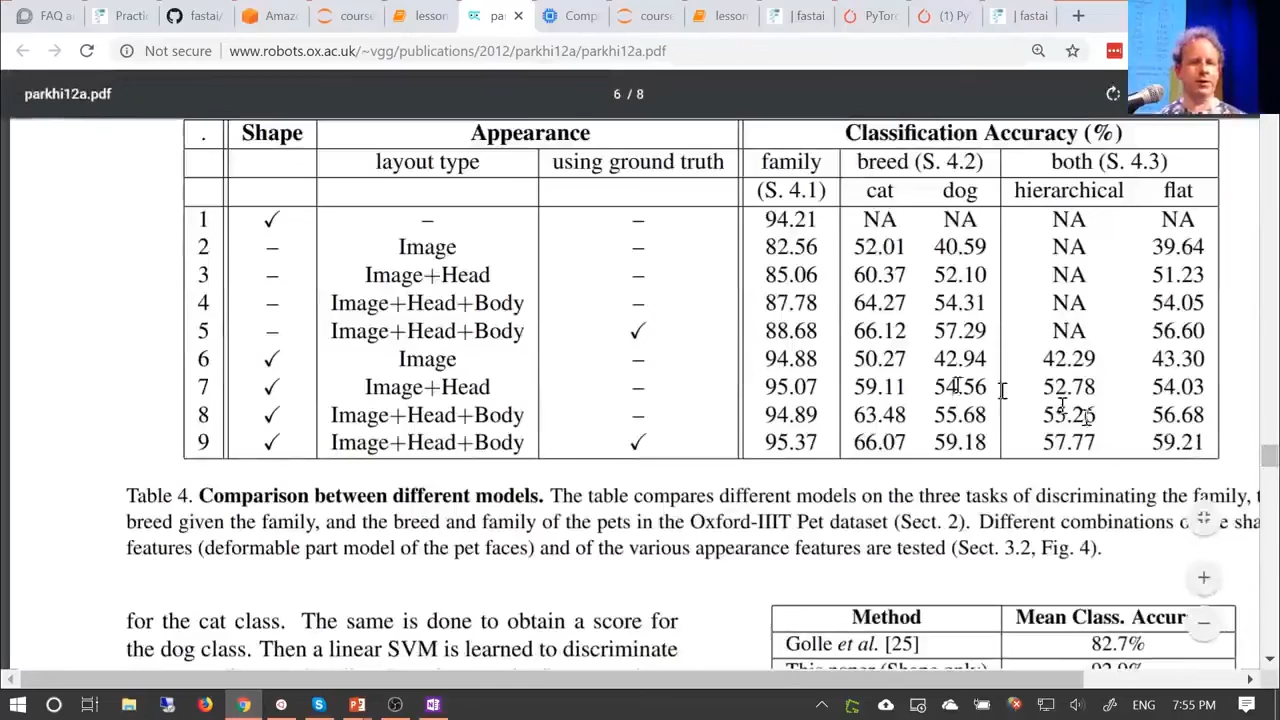 FAQ a
Practic
fastai/
Amaz
course
lesson
pa
Comp
course
lesson
| fastai
PyTorc
(1) Py
| fastai
Not secure
www.robots.ox.ac.uk/~vgg/publications/2012/parkhi12a/parkhi12a.pdf
parkhi12a.pdf
6 / 8
. Shape Appearance Classification Accuracy (%)
layout type using ground truth family breed (S. 4.2) both (S. 4.3)
(S. 4.1) cat dog hierarchical flat
1 ✓ – – 94.21 NA NA NA NA
2 – Image – 82.56 52.01 40.59 NA 39.64
3 – Image+Head – 85.06 60.37 52.10 NA 51.23
4 – Image+Head+Body – 87.78 64.27 54.31 NA 54.05
5 – Image+Head+Body ✓ 88.68 66.12 57.29 NA 56.60
6 ✓ Image – 94.88 50.27 42.94 42.29 43.30
7 ✓ Image+Head – 95.07 59.11 54.56 52.78 54.03
8 ✓ Image+Head+Body – 94.89 63.48 55.68 55.26 56.68
9 ✓ Image+Head+Body ✓ 95.37 66.07 59.18 57.77 59.21
Table 4. Comparison between different models. The table compares different models on the three tasks of discriminating the family, t
breed given the family, and the breed and family of the pets in the Oxford-IIIT Pet dataset (Sect. 2). Different combinations sha
features (deformable part model of the pet faces) and of the various appearance features are tested (Sect. 3.2, Fig. 4).
for the cat class. The same is done to obtain a score for
the dog class. Then a linear SVM is learned to discriminate
Method Mean Class. Accur
Golle et al. [25] 82.7%
This paper (Shape only)
ENG 7:55 PM